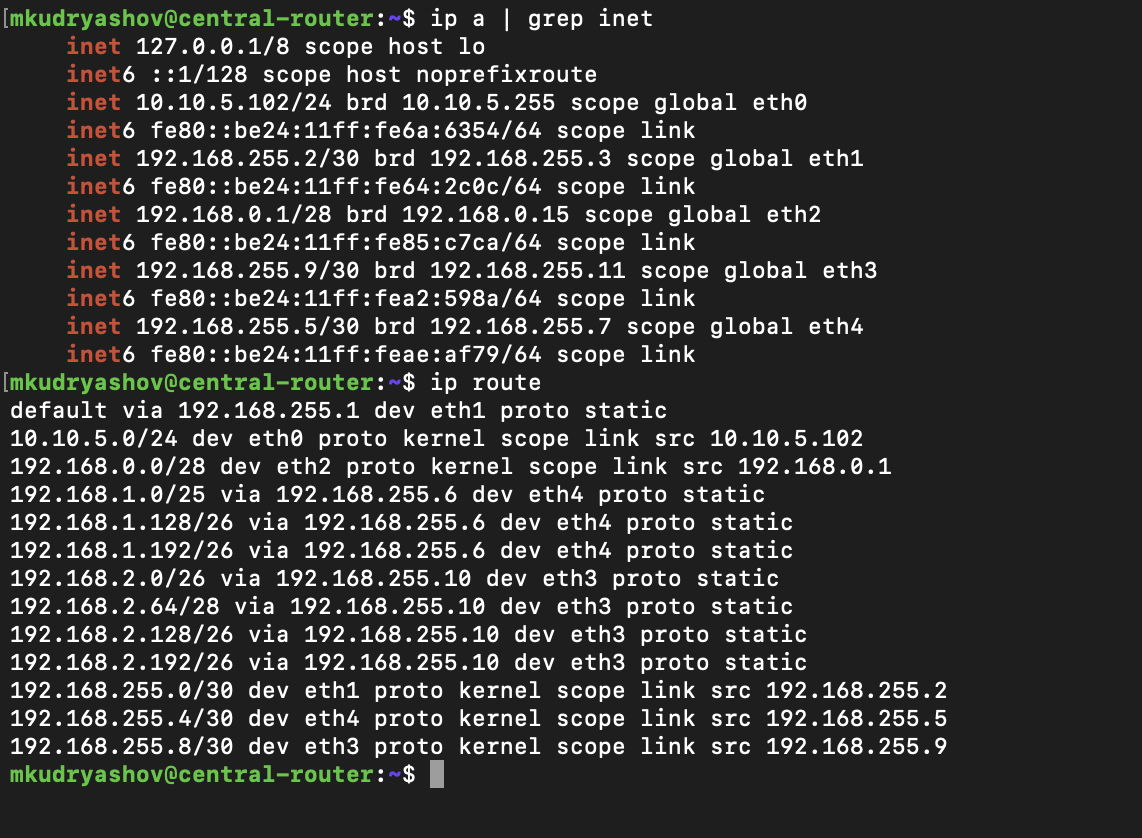 [mkudryashov@central-router:~$ ip a | grep inet
    inet 127.0.0.1/8 scope host lo
    inet6 ::1/128 scope host noprefixroute
    inet 10.10.5.102/24 brd 10.10.5.255 scope global eth0
    inet6 fe80::be24:11ff:fe6a:6354/64 scope link
    inet 192.168.255.2/30 brd 192.168.255.3 scope global eth1
    inet6 fe80::be24:11ff:fe64:2c0c/64 scope link
    inet 192.168.0.1/28 brd 192.168.0.15 scope global eth2
    inet6 fe80::be24:11ff:fe85:c7ca/64 scope link
    inet 192.168.255.9/30 brd 192.168.255.11 scope global eth3
    inet6 fe80::be24:11ff:fea2:598a/64 scope link
    inet 192.168.255.5/30 brd 192.168.255.7 scope global eth4
    inet6 fe80::be24:11ff:feae:af79/64 scope link
[mkudryashov@central-router:~$ ip route
default via 192.168.255.1 dev eth1 proto static
10.10.5.0/24 dev eth0 proto kernel scope link src 10.10.5.102
192.168.0.0/28 dev eth2 proto kernel scope link src 192.168.0.1
192.168.1.0/25 via 192.168.255.6 dev eth4 proto static
192.168.1.128/26 via 192.168.255.6 dev eth4 proto static
192.168.1.192/26 via 192.168.255.6 dev eth4 proto static
192.168.2.0/26 via 192.168.255.10 dev eth3 proto static
192.168.2.64/28 via 192.168.255.10 dev eth3 proto static
192.168.2.128/26 via 192.168.255.10 dev eth3 proto static
192.168.2.192/26 via 192.168.255.10 dev eth3 proto static
192.168.255.0/30 dev eth1 proto kernel scope link src 192.168.255.2
192.168.255.4/30 dev eth4 proto kernel scope link src 192.168.255.5
192.168.255.8/30 dev eth3 proto kernel scope link src 192.168.255.9
mkudryashov@central-router:~$